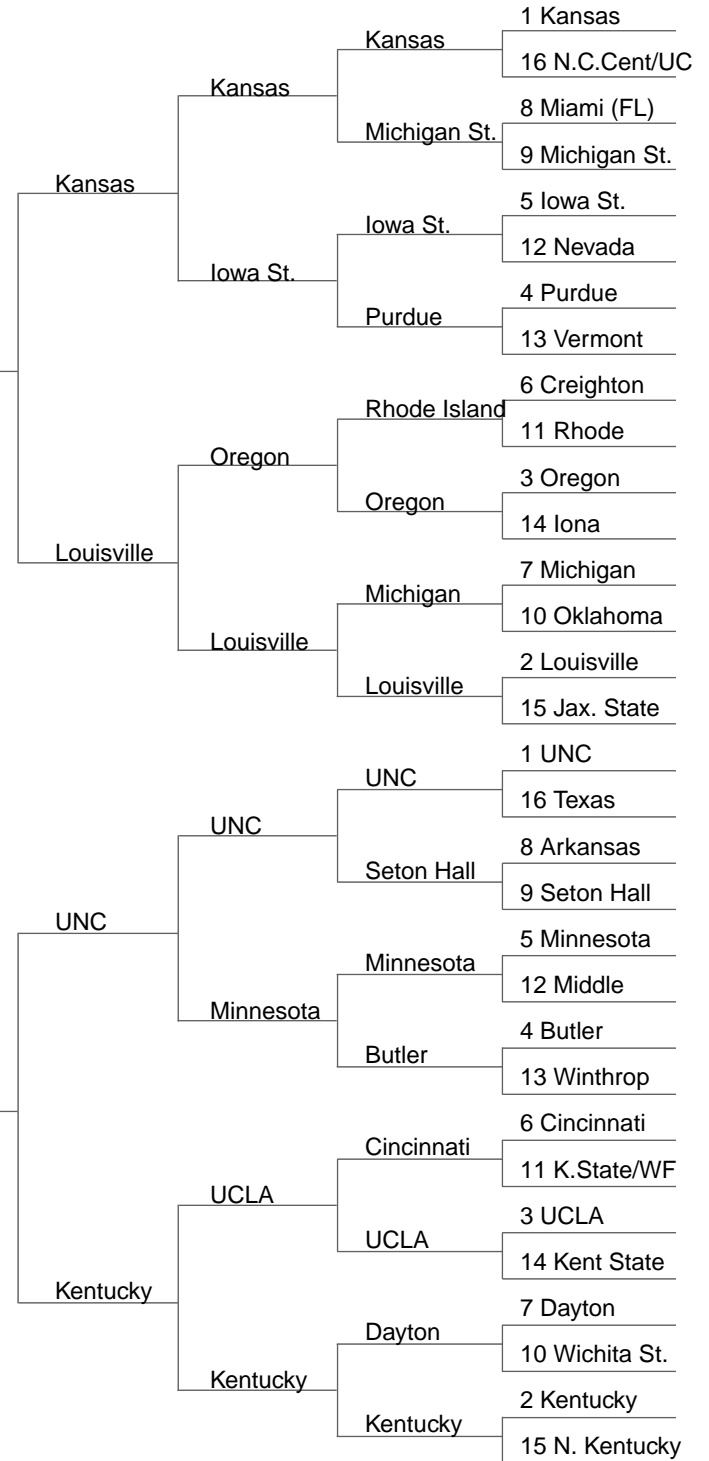 1 Kansas
Kansas
16 N.C.Cent/UC
Kansas
8 Miami (FL)
Michigan St.
9 Michigan St.
Kansas
5 Iowa St.
Iowa St.
12 Nevada
Iowa St.
4 Purdue
Purdue
13 Vermont
6 Creighton
Rhode Island
11 Rhode
Oregon
3 Oregon
Oregon
14 Iona
Louisville
7 Michigan
Michigan
10 Oklahoma
Louisville
2 Louisville
Louisville
15 Jax. State
1 UNC
UNC
16 Texas
UNC
8 Arkansas
Seton Hall
9 Seton Hall
UNC
5 Minnesota
Minnesota
12 Middle
Minnesota
4 Butler
Butler
13 Winthrop
6 Cincinnati
Cincinnati
11 K.State/WF
UCLA
3 UCLA
UCLA
14 Kent State
Kentucky
7 Dayton
Dayton
10 Wichita St.
Kentucky
2 Kentucky
Kentucky
15 N. Kentucky